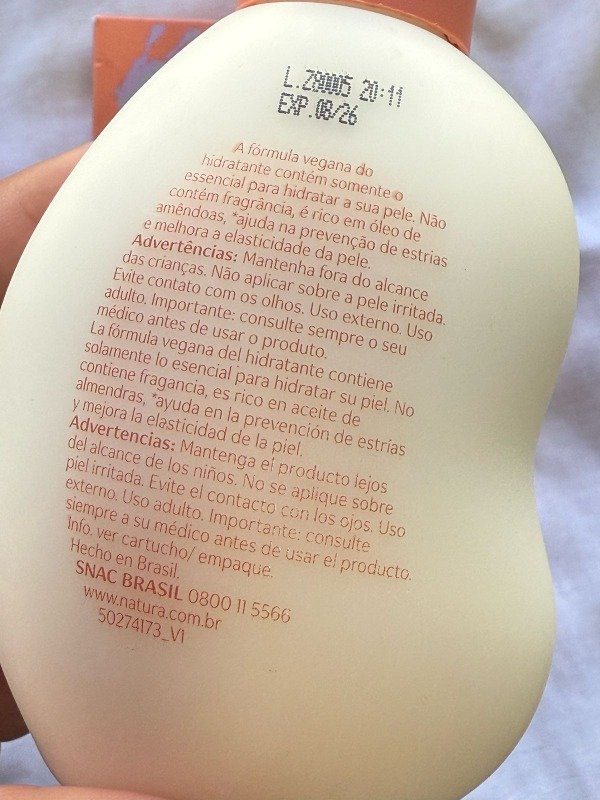 L.Z90005 20:11
EXP.08/26
A fórmula vegana do
hidratante contém somente o
essencial para hidratar a sua pele. Não
contém fragrância, é rico em óleo de
amêndoas, *ajuda na prevenção de estrias
e melhora a elasticidade da pele.
Advertências: Mantenha fora do alcance
das crianças. Não aplicar sobre a pele irritada.
Evite contato com os olhos. Uso externo. Uso
adulto. Importante: consulte sempre o seu
médico antes de usar o produto.
La fórmula vegana del hidratante contiene
solamente lo esencial para hidratar su piel. No
contiene fragancia, es rico en aceite de
almendras, *ayuda en la prevención de estrías
y mejora la elasticidad de la piel.
Advertencias: Mantenga el producto lejos
del alcance de los niños. No se aplique sobre
piel irritada. Evite el contacto con los ojos. Uso
externo. Uso adulto. Importante: consulte
siempre a su médico antes de usar el producto.
Info. ver cartucho/ empaque.
Hecho en Brasil.
SNAC BRASIL 0800 11 5566
www.natura.com.br
50274173_V1